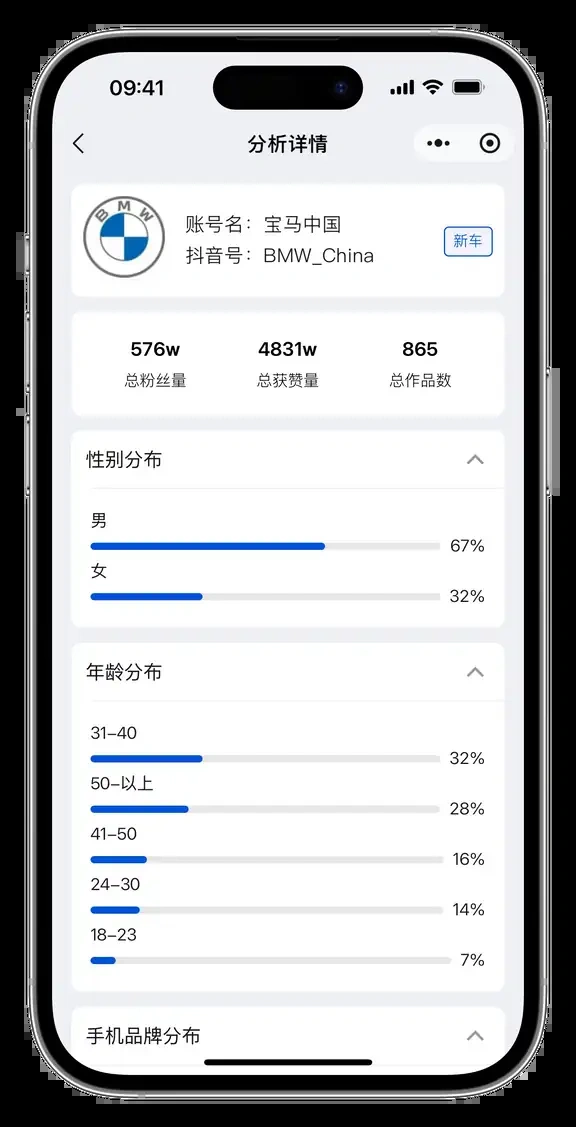 09:41
分析详情
BMW
账号名：宝马中国
抖音号：BMW_China
新车
576w 4831w 865
总粉丝量 总获赞量 总作品数
性别分布
男
67%
女
32%
年龄分布
31–40
32%
50–以上
28%
41–50
16%
24–30
14%
18–23
7%
手机品牌分布